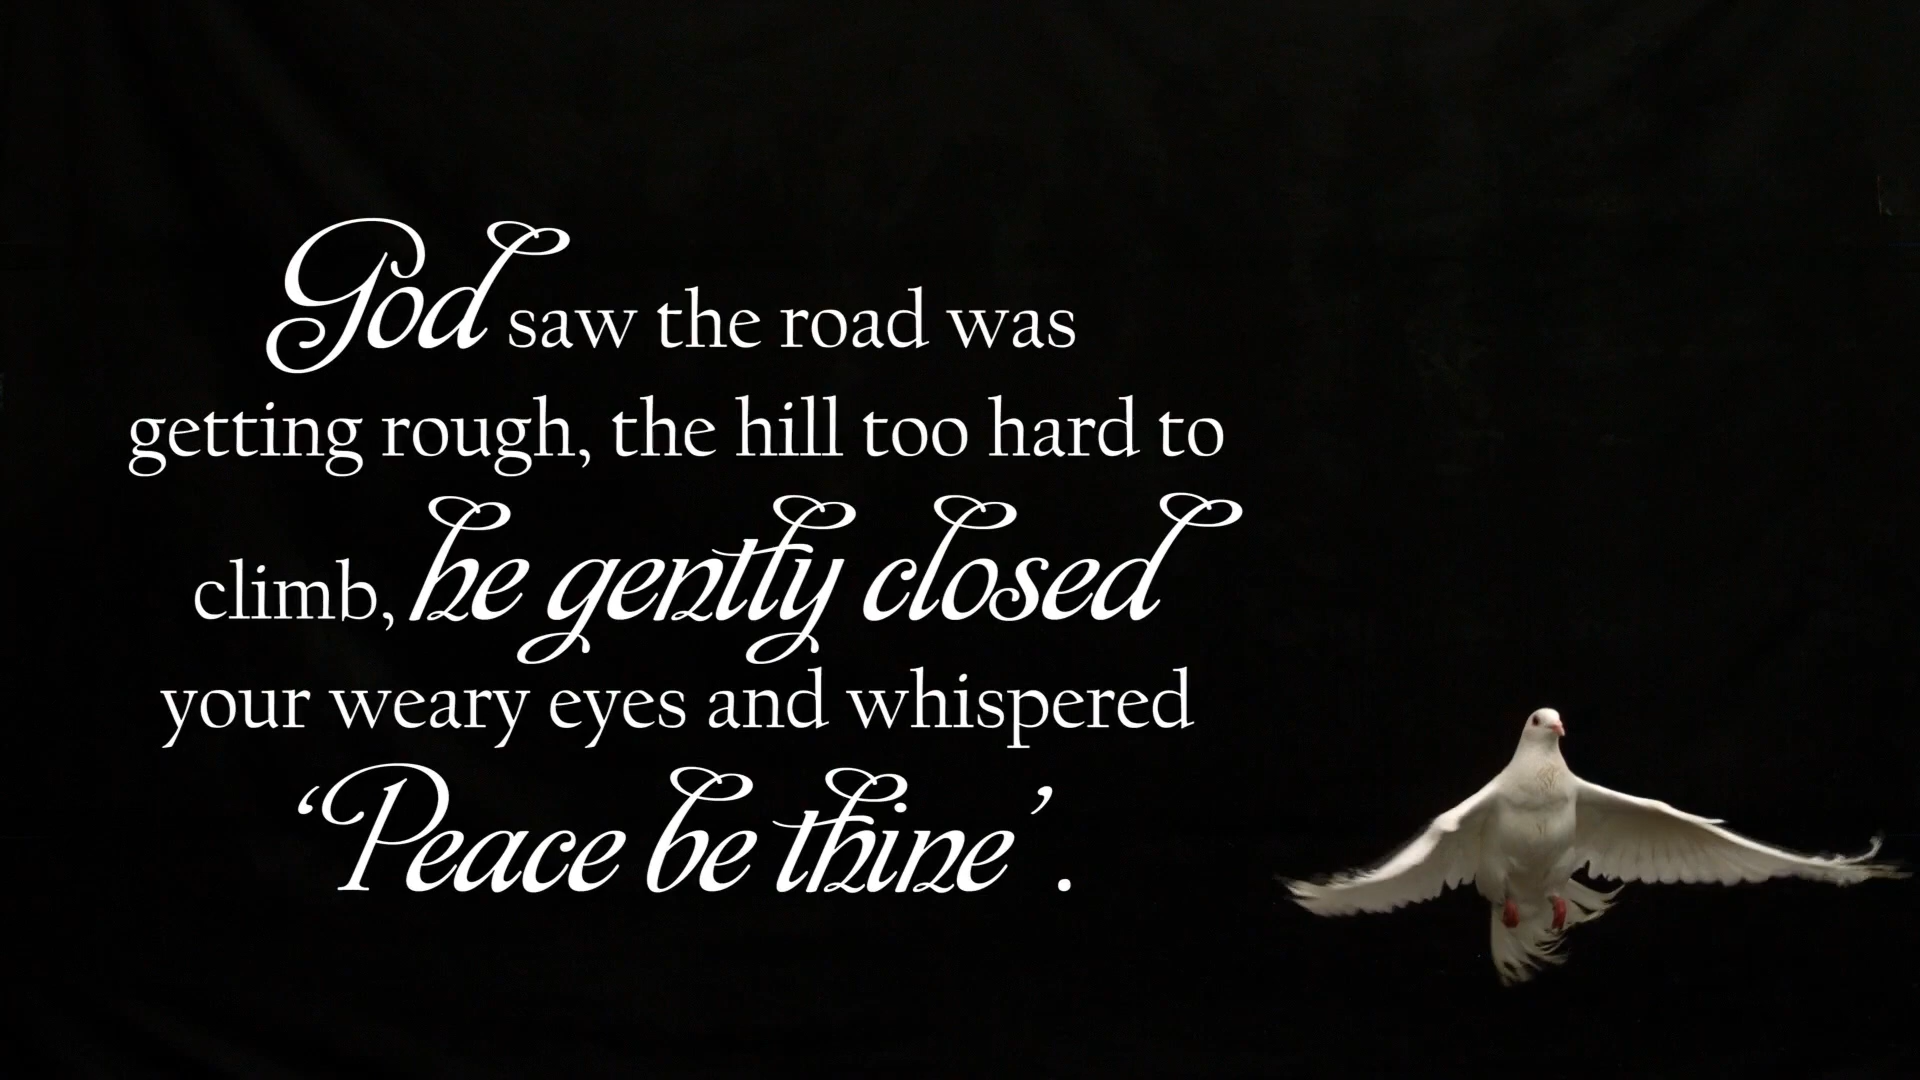 God saw the road was
getting rough, the hill too hard to
climb, he gently closed
your weary eyes and whispered
‘Peace be thine’.